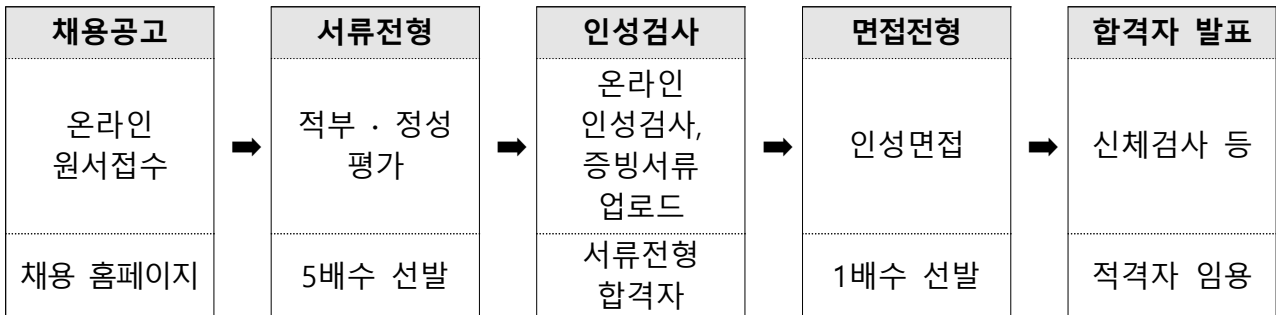 채용공고
온라인
원서접수
채용 홈페이지
➡
서류전형
적부 · 정성
평가
5배수 선발
➡
인성검사
온라인
인성검사,
증빙서류
업로드
서류전형
합격자
➡
면접전형
인성면접
1배수 선발
➡
합격자 발표
신체검사 등
적격자 임용